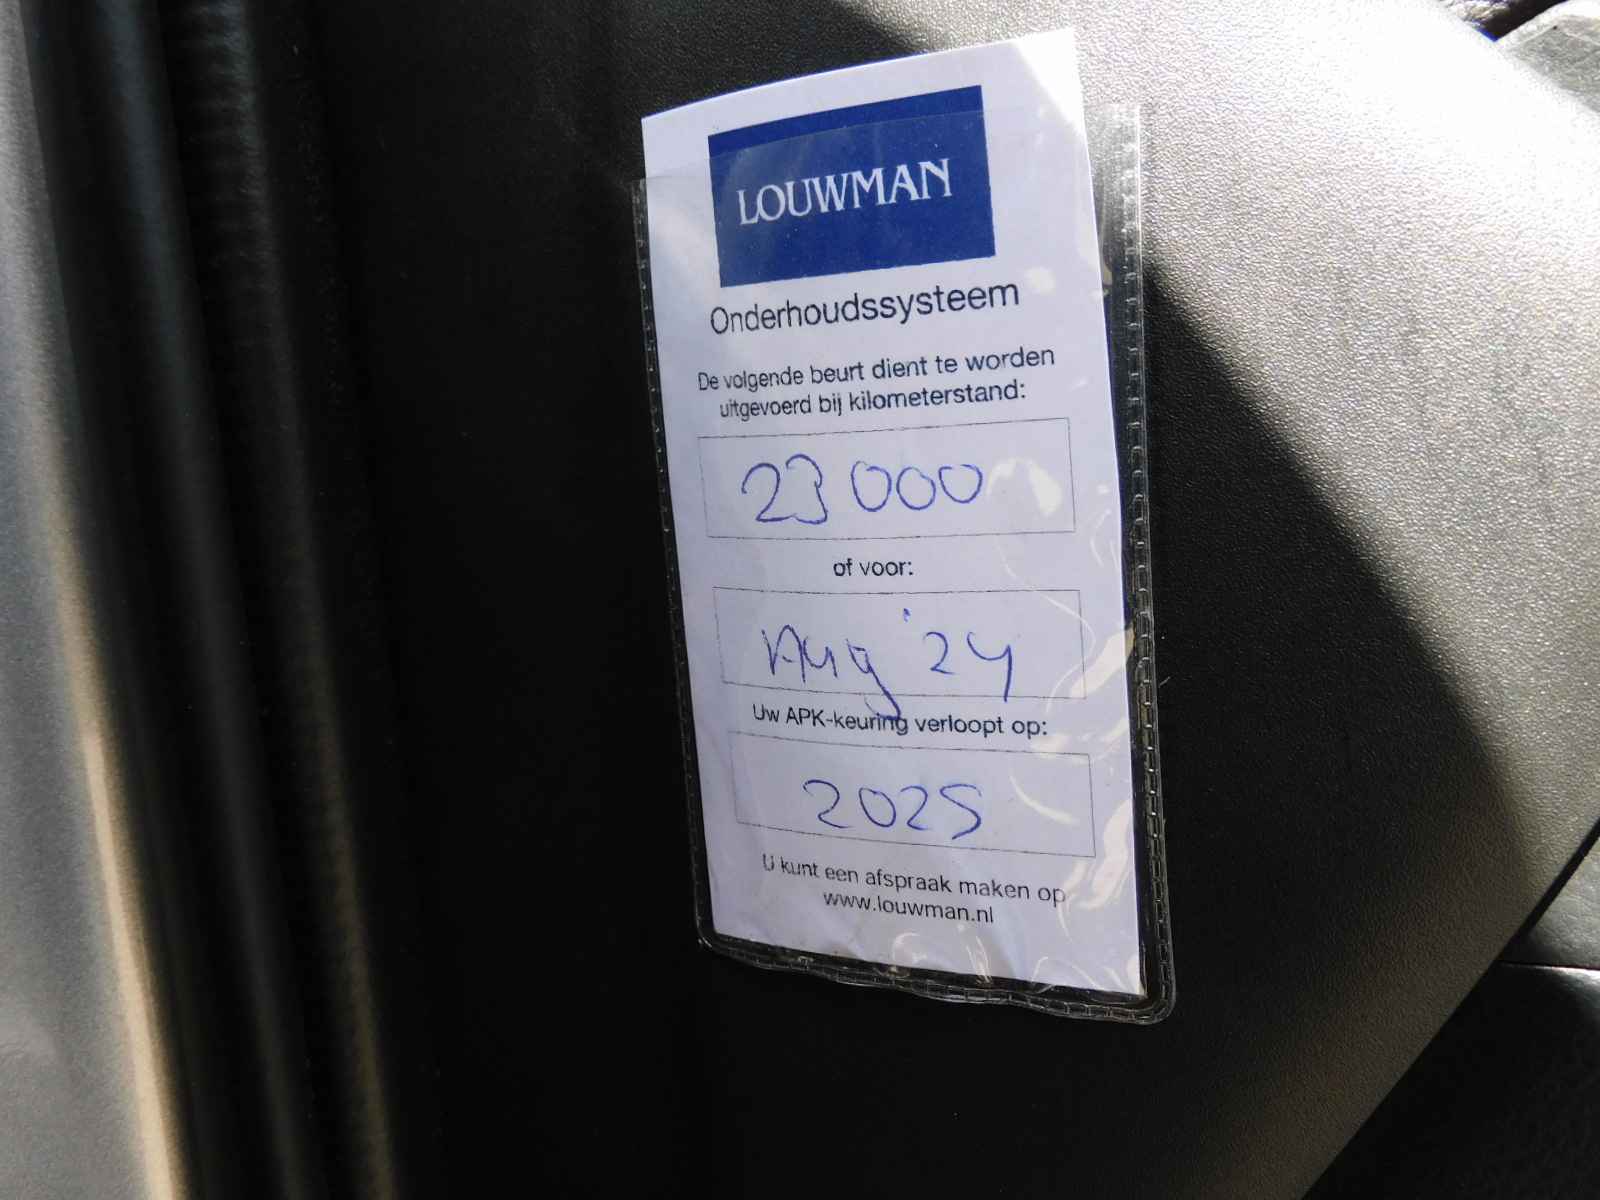 LOUWMAN
Onderhoudssysteem
De volgende beurt dient te worden
uitgevoerd bij kilometerstand:
23 000
of voor:
Aug '24
Uw APK-keuring verloopt op:
2025
U kunt een afspraak maken op
www.louwman.nl